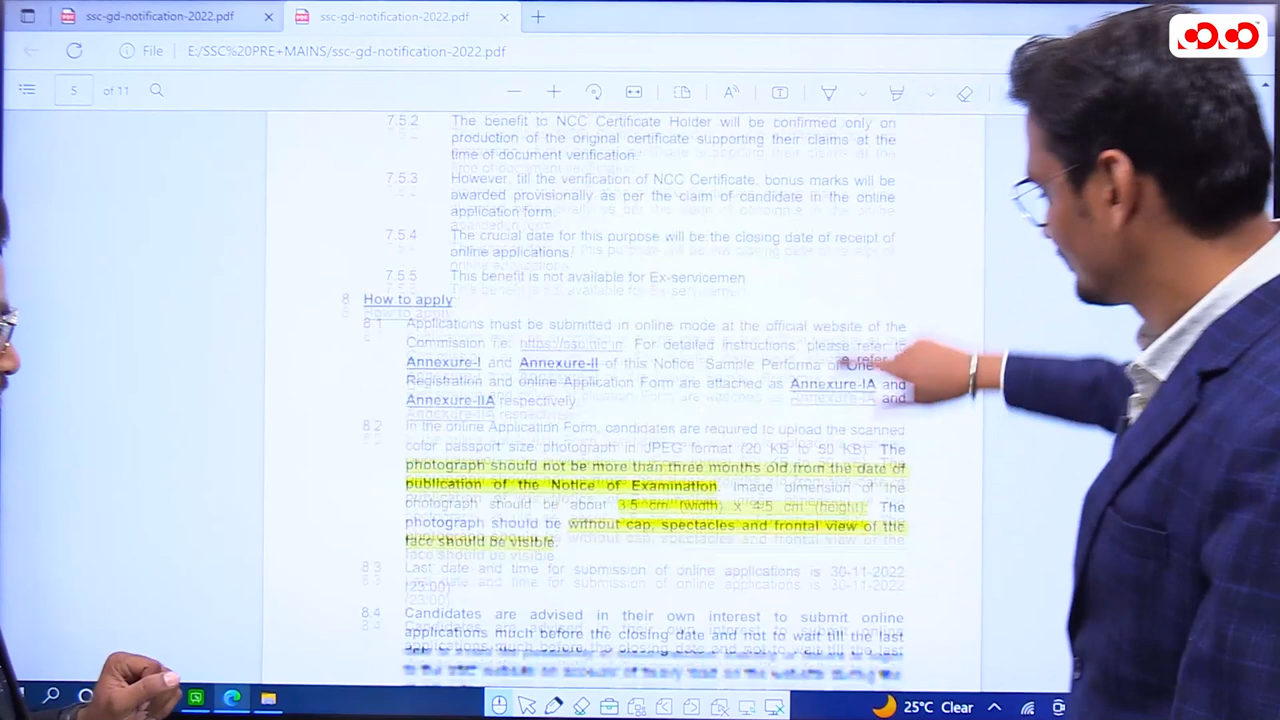 ssc-gd-notification-2022.pdf
ssc-gd-notification-2022.pdf
File E:/SSC%20PRE+MAINS/ssc-gd-notification-2022.pdf
5 of 11
7.5.2 The benefit to NCC Certificate Holder will be confirmed only on
production of the original certificate supporting their claims at the
time of document verification.
7.5.3 However, till the verification of NCC Certificate, bonus marks will be
awarded provisionally as per the claim of candidate in the online
application form.
7.5.4 The crucial date for this purpose will be the closing date of receipt of
online applications.
7.5.5 This benefit is not available for Ex-servicemen
8 How to apply
8.1 Applications must be submitted in online mode at the official website of the
Commission i.e. https://ssc.nic.in For detailed instructions, please refer to
Annexure-I and Annexure-II of this Notice Sample Performa of One-
Registration and online Application Form are attached as Annexure-IA and
Annexure-IIA respectively
8.2 In the online Application Form, candidates are required to upload the scanned
color passport size photograph in JPEG format (20 KB to 50 KB) The
photograph should not be more than three months old from the date of
publication of the Notice of Examination. Image dimension of the
photograph should be about 3.5 cm (width) x 4.5 cm (height). The
photograph should be without cap, spectacles and frontal view of the
face should be visible.
8.3 Last date and time for submission of online applications is 30-11-2022
(23:00)
8.4 Candidates are advised in their own interest to submit online
applications much before the closing date and not to wait till the last
25°C Clear